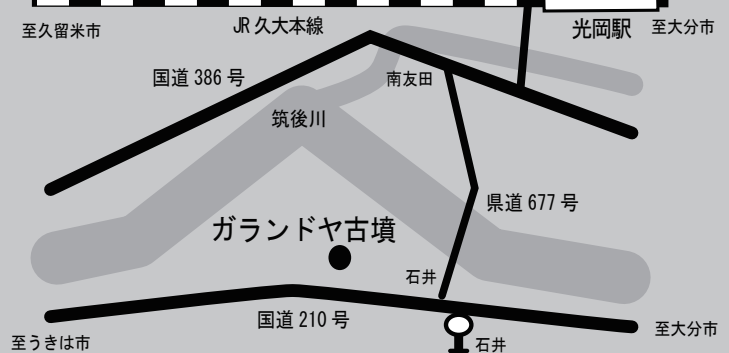 JR 久大本線
光岡駅
至大分市
至久留米市
国道 386 号
南友田
筑後川
県道 677 号
ガランドヤ古墳
石井
国道 210 号
至大分市
至うきは市
石井